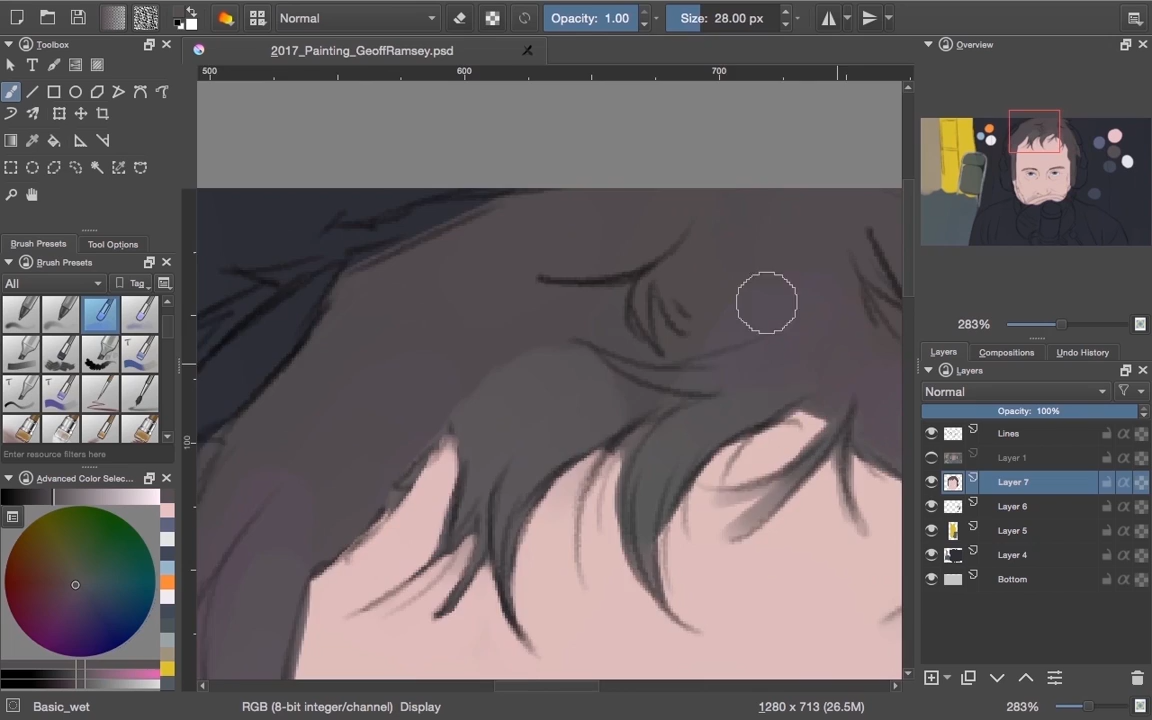 Normal
Opacity: 1.00
Size: 28.00 px
Toolbox
2017_Painting_GeoffRamsey.psd
Overview
500
600
700
100
283%
Brush Presets
Tool Options
Brush Presets
All
Tag
T
T
T
Enter resource filters here
Advanced Color Selec...
Layers
Compositions
Undo History
Layers
Normal
Opacity: 100%
Lines
Layer 1
Layer 7
Layer 6
Layer 5
Layer 4
Bottom
Basic_wet
RGB (8-bit integer/channel) Display
1280 x 713 (26.5M)
283%